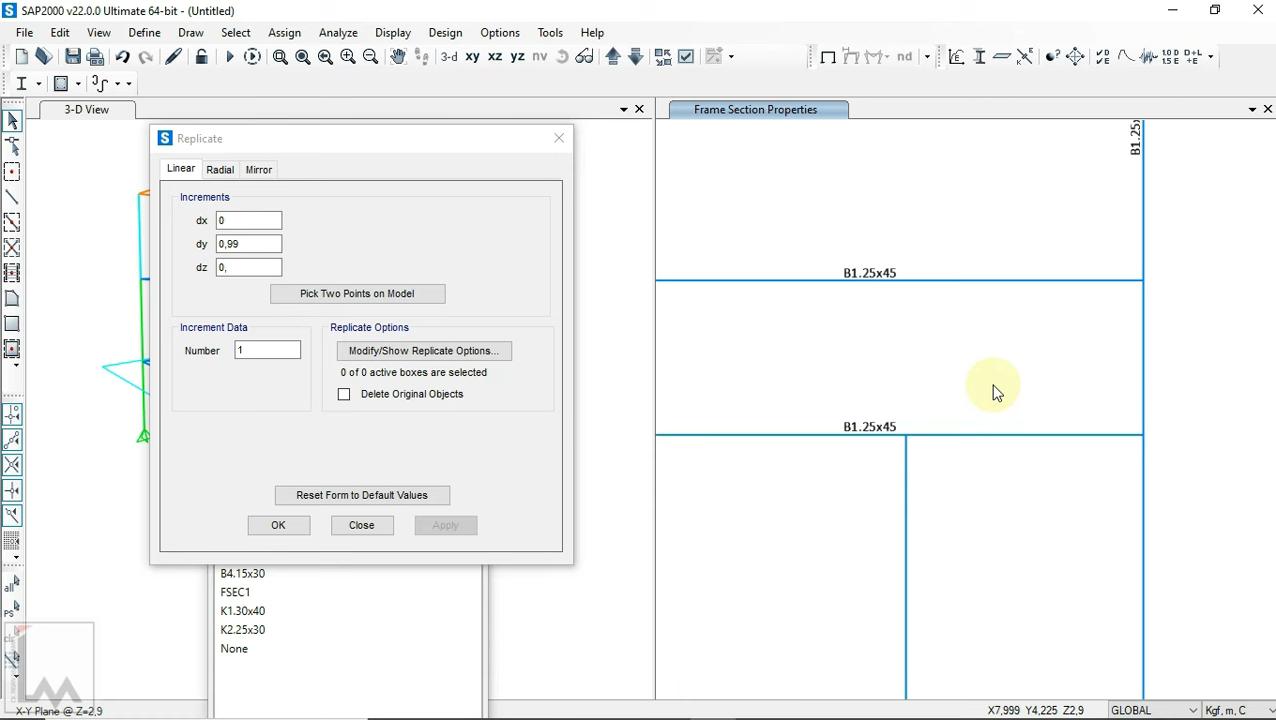 SAP2000 v22.0.0 Ultimate 64-bit - (Untitled)
File Edit View Define Draw Select Assign Analyze Display Design Options Tools Help
3-d xy xz yz nv nd
3-D View
Frame Section Properties
Replicate
Linear Radial Mirror
Increments
dx 0
dy 0,99
dz 0,
Pick Two Points on Model
Increment Data
Number 1
Replicate Options
Modify/Show Replicate Options...
0 of 0 active boxes are selected
Delete Original Objects
Reset Form to Default Values
OK Close Apply
B4.15x30
FSEC1
K1.30x40
K2.25x30
None
B1.25
B1.25x45
B1.25x45
all
PS
X-Y Plane @ Z=2,9
X7,999 Y4,225 Z2,9
GLOBAL
Kgf, m, C